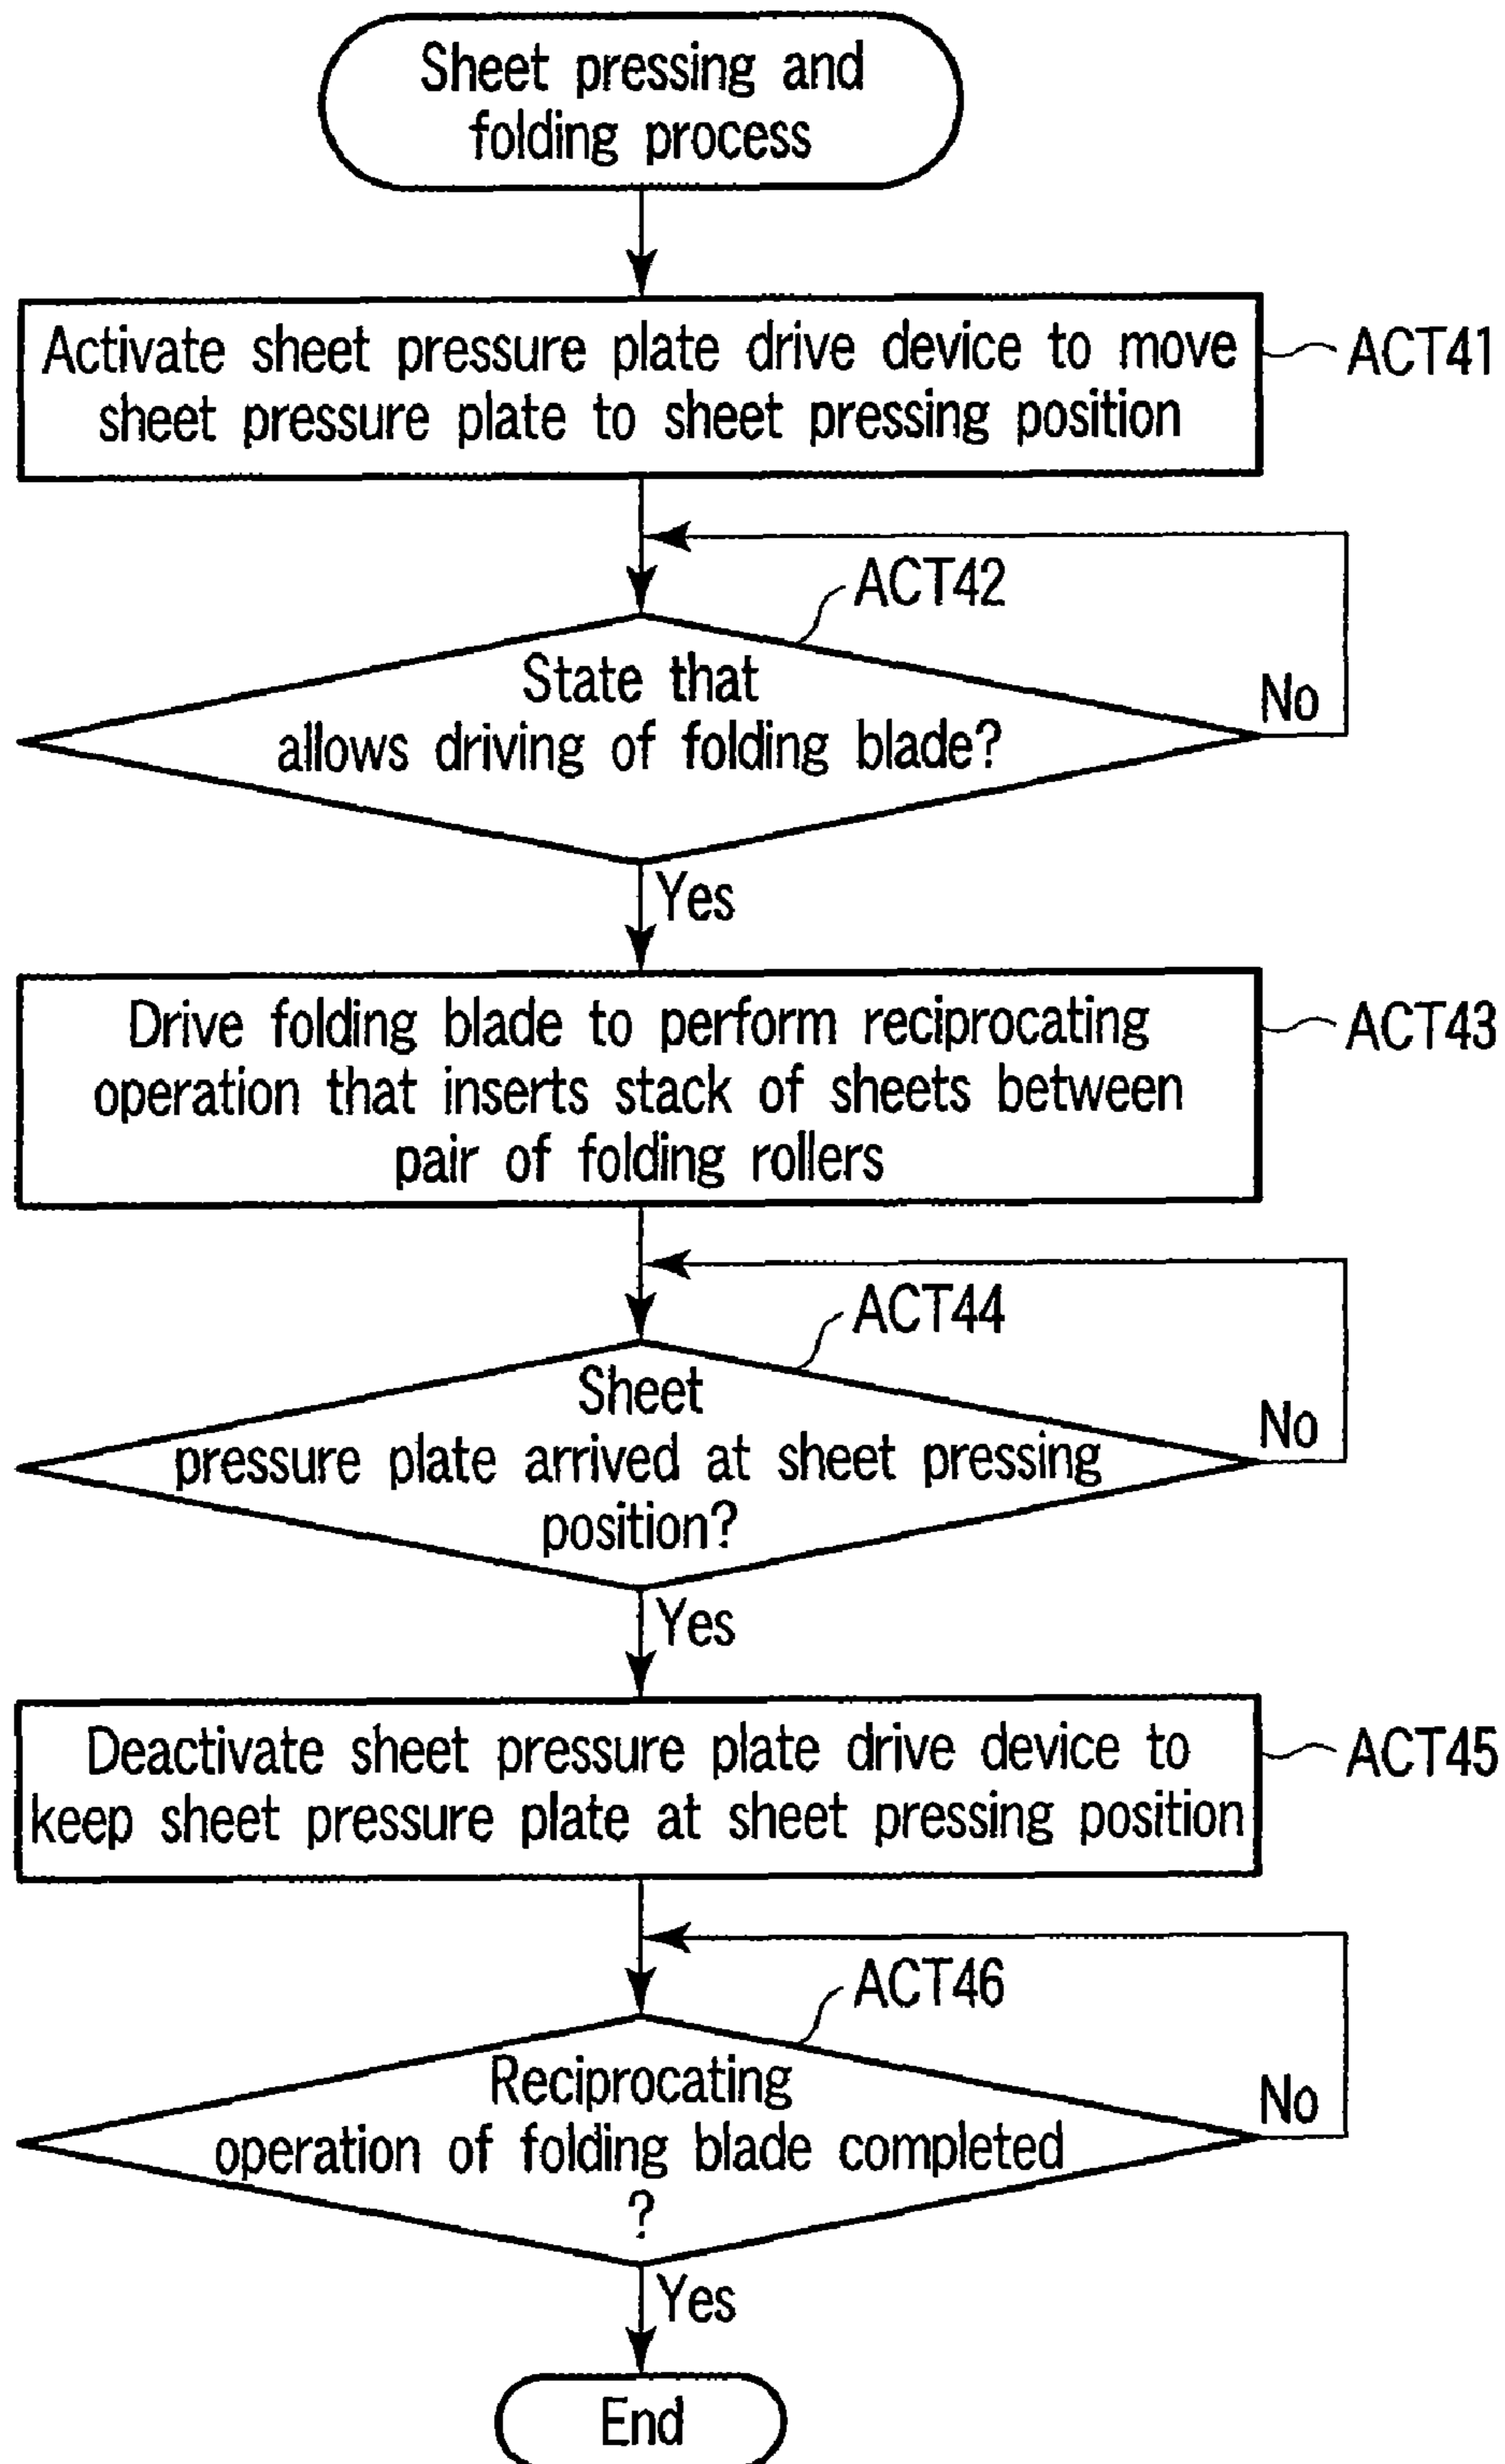 Sheet pressing and
folding process
Activate sheet pressure plate drive device to move
sheet pressure plate to sheet pressing position
ACT41
ACT42
State that
allows driving of folding blade?
No
Yes
Drive folding blade to perform reciprocating
operation that inserts stack of sheets between
pair of folding rollers
ACT43
ACT44
Sheet
pressure plate arrived at sheet pressing
position?
No
Yes
Deactivate sheet pressure plate drive device to
keep sheet pressure plate at sheet pressing position
ACT45
ACT46
Reciprocating
operation of folding blade completed
?
No
Yes
End